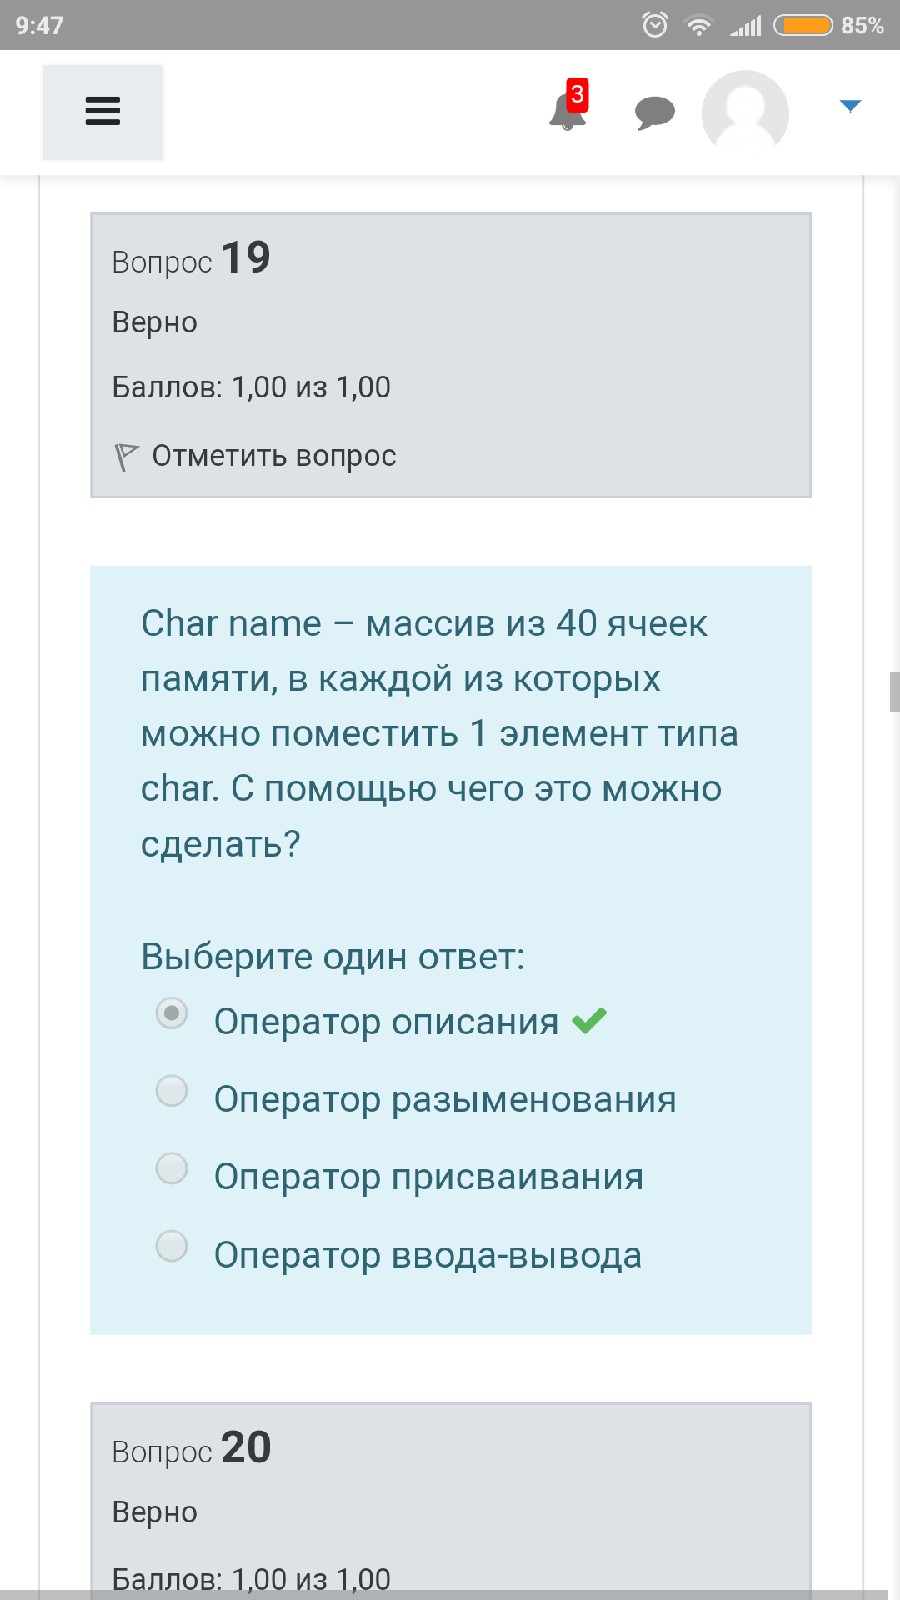 9:47
85%
3
Вопрос 19
Верно
Баллов: 1,00 из 1,00
Отметить вопрос
Char name – массив из 40 ячеек
памяти, в каждой из которых
можно поместить 1 элемент типа
char. С помощью чего это можно
сделать?
Выберите один ответ:
Оператор описания
Оператор разыменования
Оператор присваивания
Оператор ввода-вывода
Вопрос 20
Верно
Баллов: 1,00 из 1,00